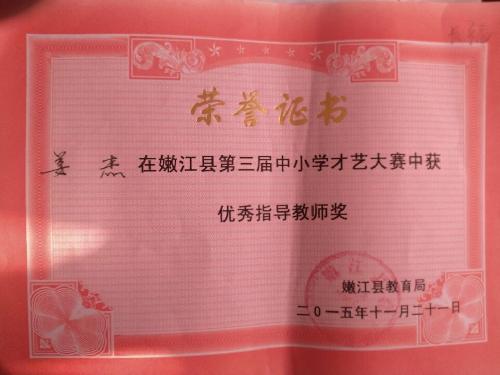 荣誉证书
姜 杰 在嫩江县第三届中小学才艺大赛中获
优秀指导教师奖
嫩江县教育局
二0一五年十一月二十一日